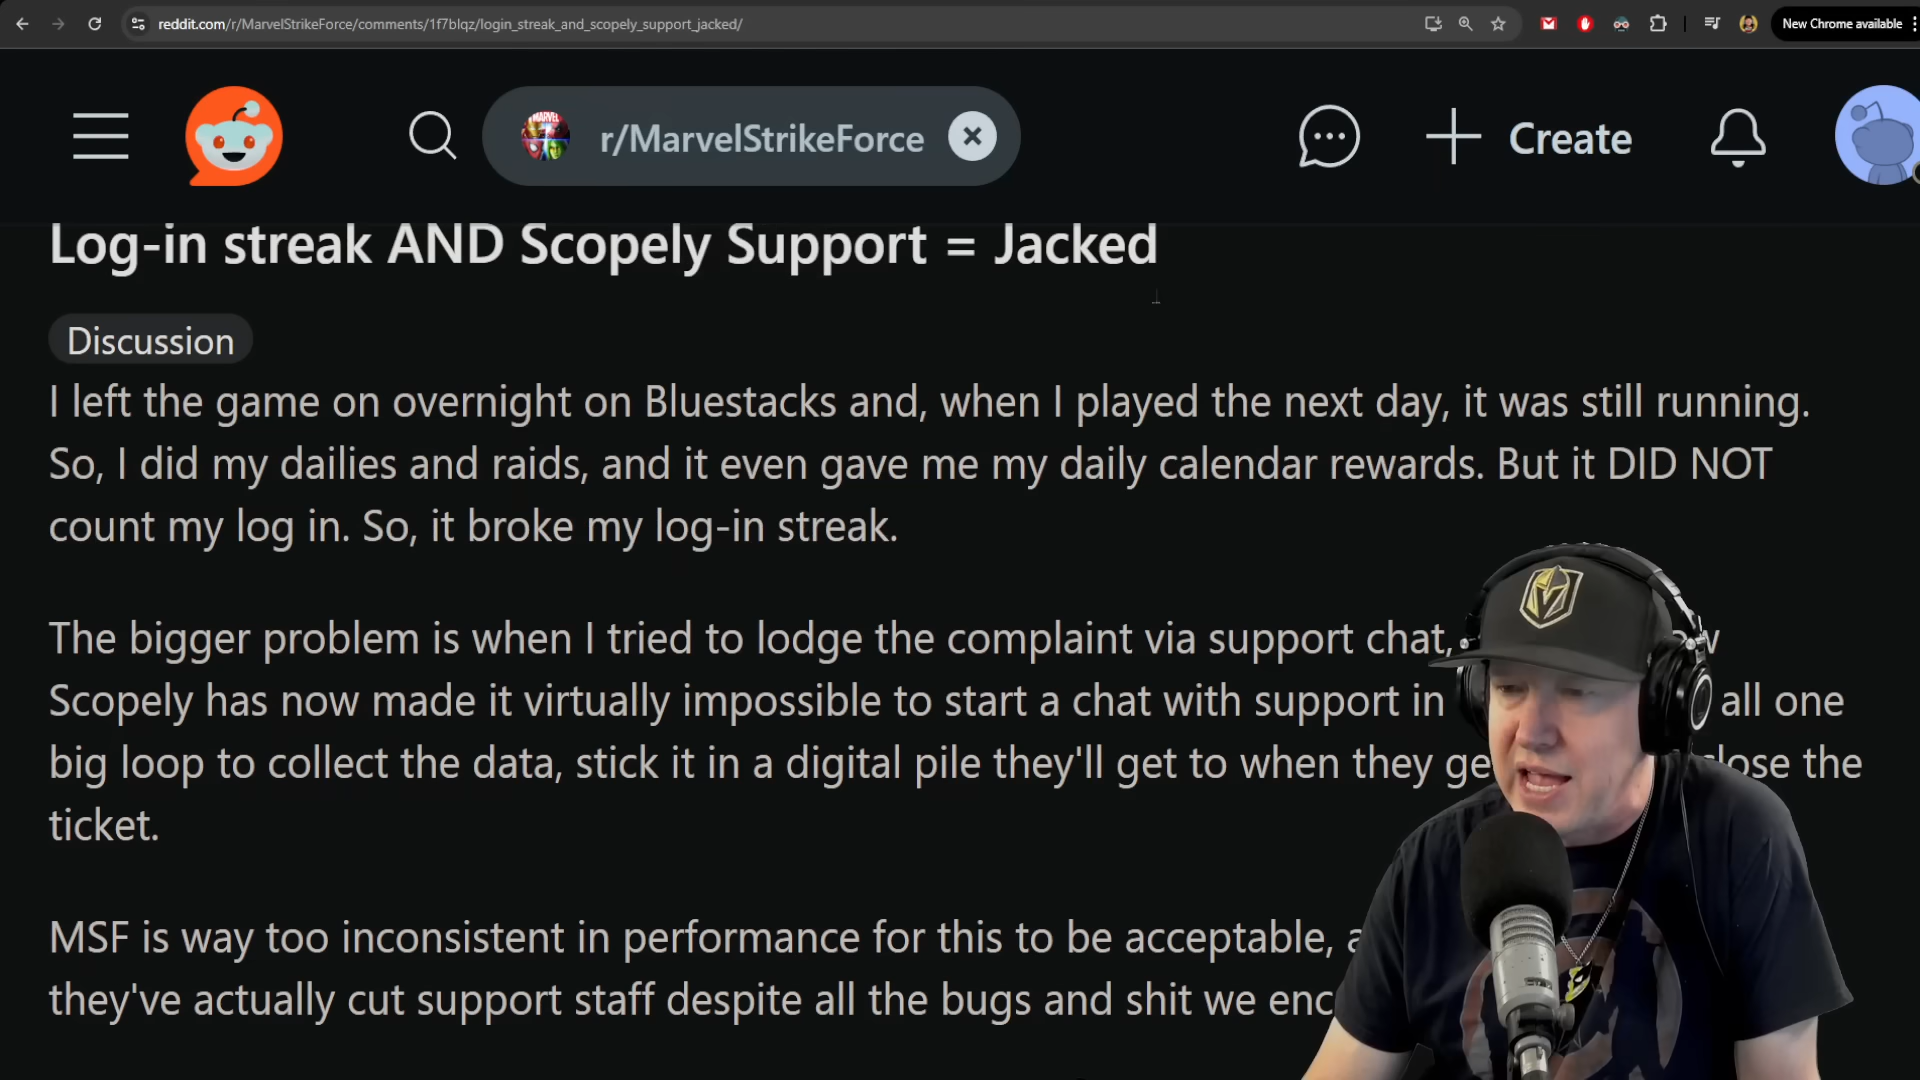 reddit.com/r/MarvelStrikeForce/comments/1f7blqz/login_streak_and_scopely_support_jacked/
New Chrome available
r/MarvelStrikeForce
Create
Log-in streak AND Scopely Support = Jacked
Discussion
I left the game on overnight on Bluestacks and, when I played the next day, it was still running.
So, I did my dailies and raids, and it even gave me my daily calendar rewards. But it DID NOT
count my log in. So, it broke my log-in streak.
The bigger problem is when I tried to lodge the complaint via support chat,
Scopely has now made it virtually impossible to start a chat with support in all one
big loop to collect the data, stick it in a digital pile they'll get to when they ge close the
ticket.
MSF is way too inconsistent in performance for this to be acceptable, a
they've actually cut support staff despite all the bugs and shit we enc